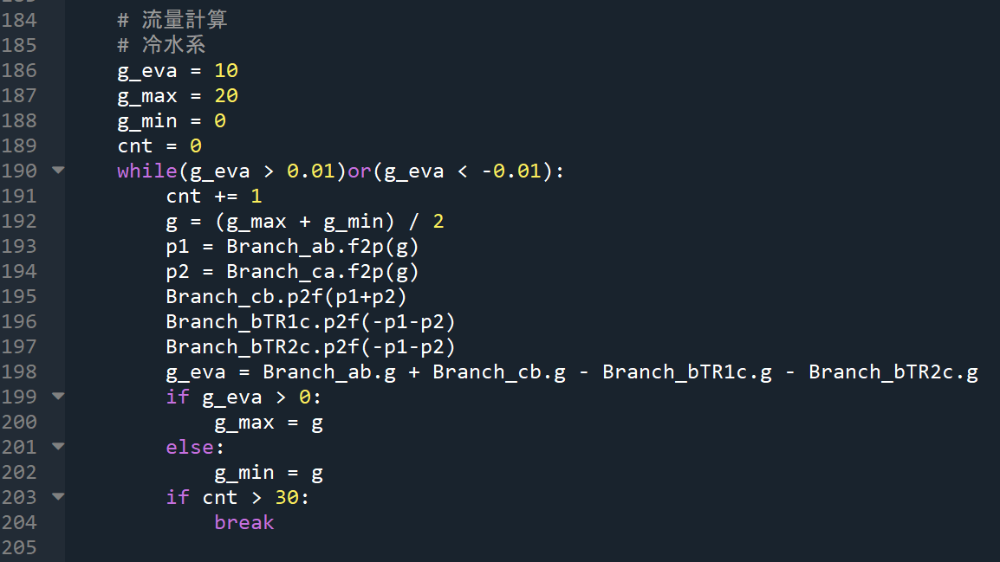 184 # 流量計算
185 # 冷水系
186 g_eva = 10
187 g_max = 20
188 g_min = 0
189 cnt = 0
190 while(g_eva > 0.01)or(g_eva < -0.01):
191 cnt += 1
192 g = (g_max + g_min) / 2
193 p1 = Branch_ab.f2p(g)
194 p2 = Branch_ca.f2p(g)
195 Branch_cb.p2f(p1+p2)
196 Branch_bTR1c.p2f(-p1-p2)
197 Branch_bTR2c.p2f(-p1-p2)
198 g_eva = Branch_ab.g + Branch_cb.g - Branch_bTR1c.g - Branch_bTR2c.g
199 if g_eva > 0:
200 g_max = g
201 else:
202 g_min = g
203 if cnt > 30:
204 break
205